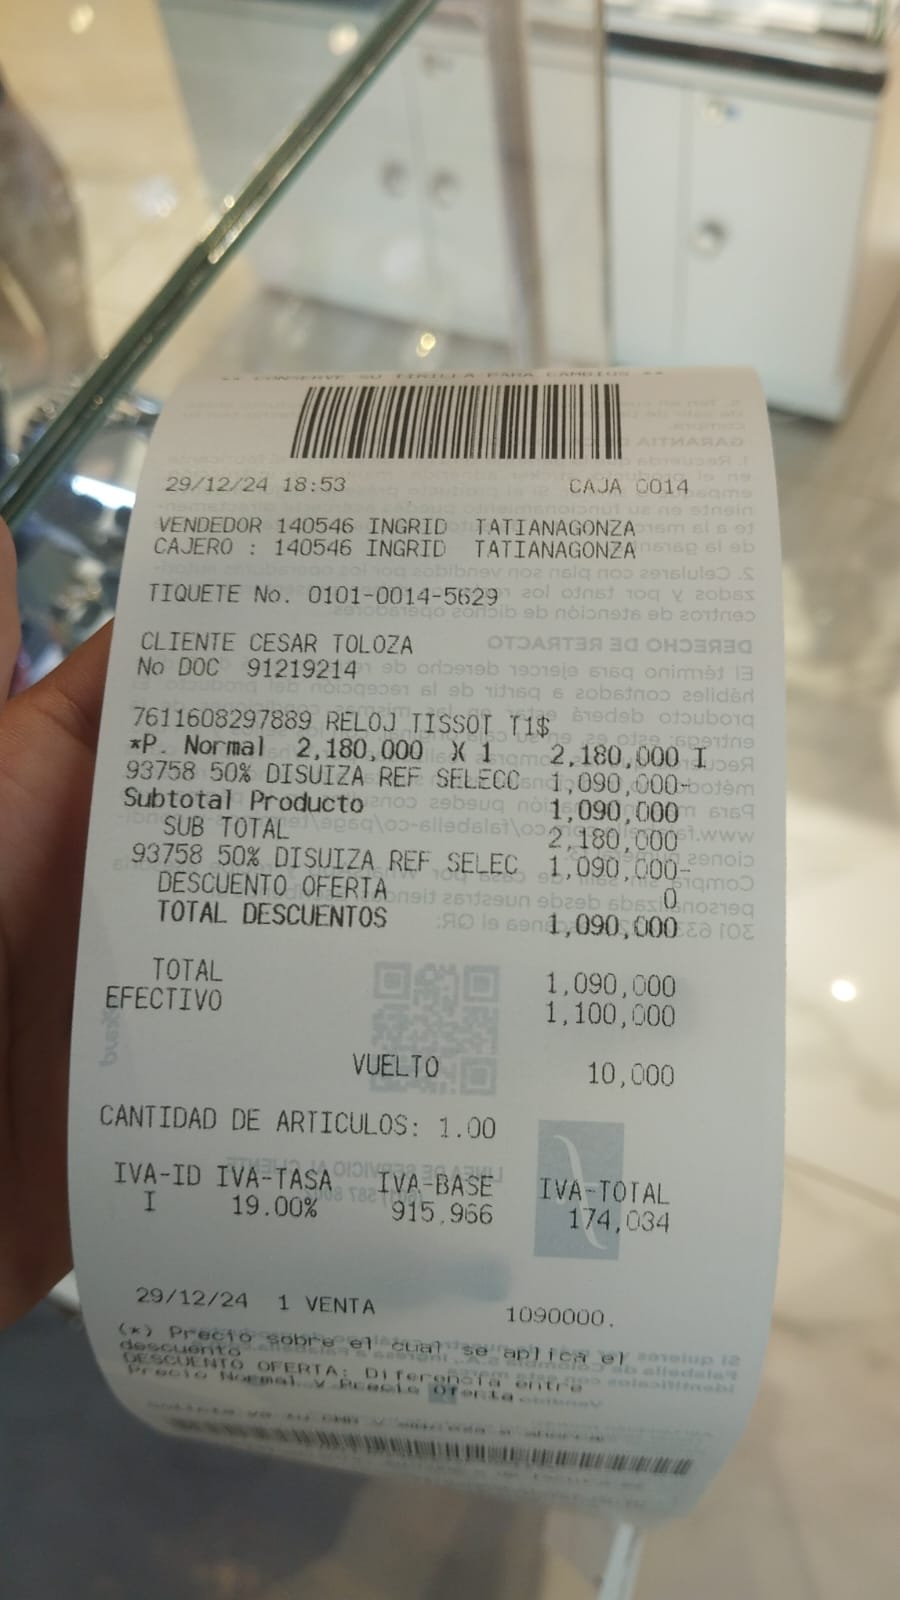 ** CONSERVE SU TIRILLA PARA CAMBIOS **
29/12/24 18:53 CAJA 0014
VENDEDOR 140546 INGRID TATIANAGONZA
CAJERO : 140546 INGRID TATIANAGONZA
TIQUETE No. 0101-0014-5629
CLIENTE CESAR TOLOZA
No DOC 91219214
7611608297889 RELOJ TISSOT T1$
*P. Normal 2,180,000 X 1 2,180,000 I
93758 50% DISUIZA REF SELECC 1,090,000-
Subtotal Producto 1,090,000
SUB TOTAL 2,180,000
93758 50% DISUIZA REF SELEC 1,090,000-
DESCUENTO OFERTA 0
TOTAL DESCUENTOS 1,090,000
TOTAL 1,090,000
EFECTIVO 1,100,000
VUELTO 10,000
CANTIDAD DE ARTICULOS: 1.00
IVA-ID IVA-TASA IVA-BASE IVA-TOTAL
I 19.00% 915,966 174,034
29/12/24 1 VENTA 1090000.
(*) Precio sobre el cual se aplica el
descuento
DESCUENTO OFERTA: Diferencia entre
Precio Normal y Precio Oferta